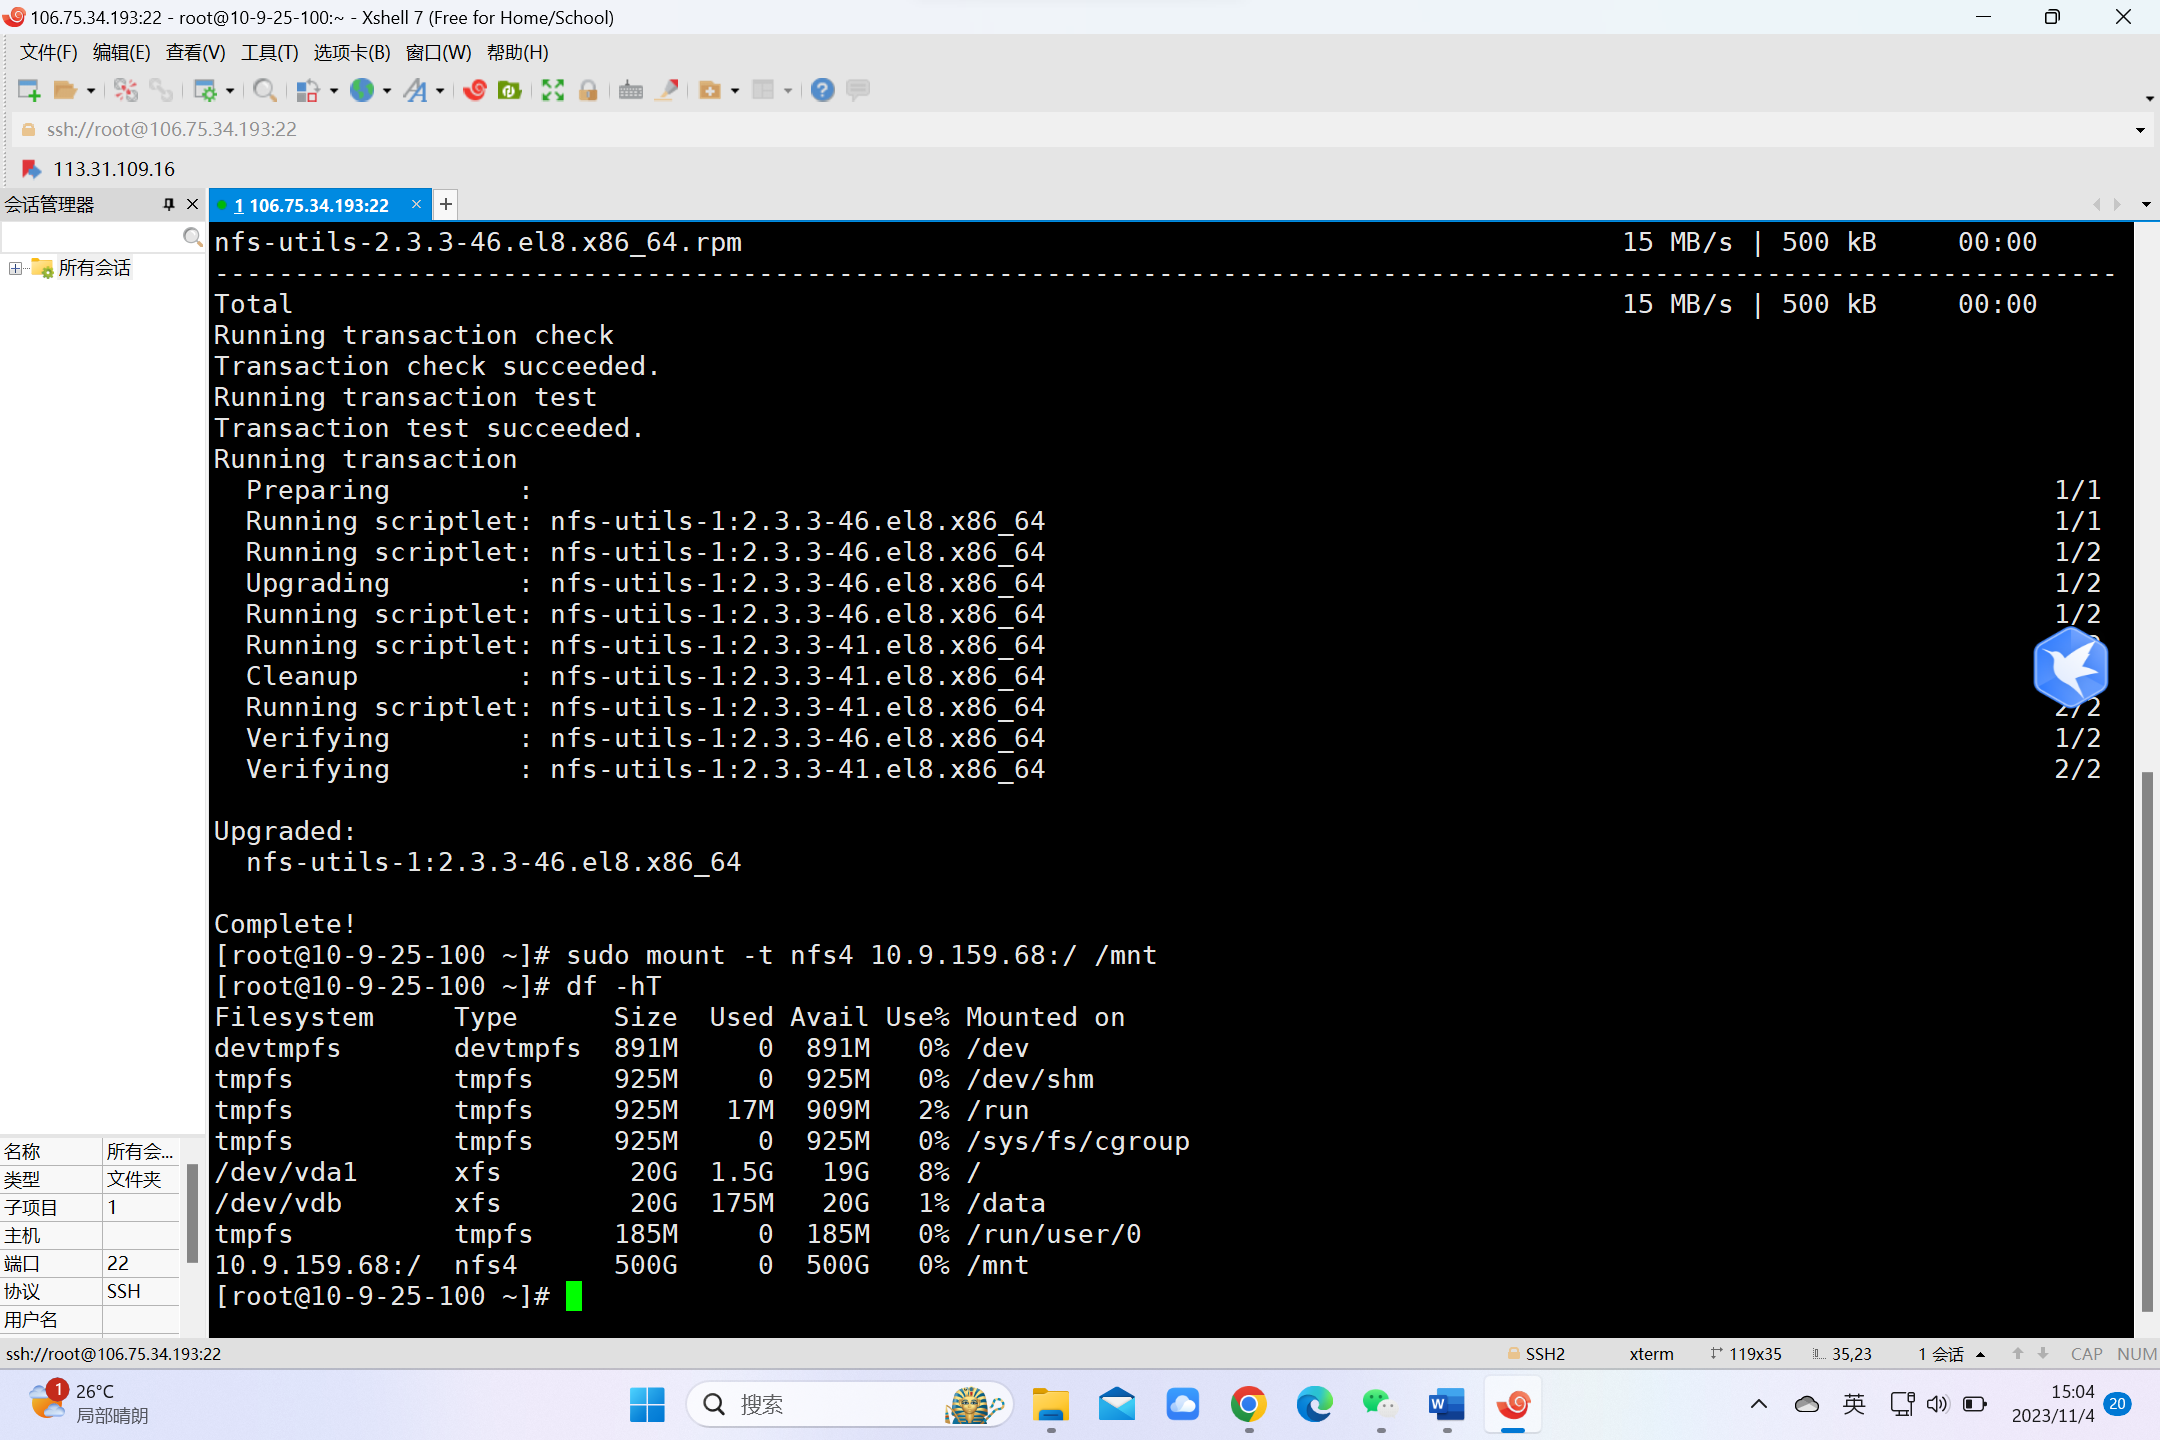 106.75.34.193:22 - root@10-9-25-100:~ - Xshell 7 (Free for Home/School)
文件(F) 编辑(E) 查看(V) 工具(T) 选项卡(B) 窗口(W) 帮助(H)
ssh://root@106.75.34.193:22
113.31.109.16
会话管理器
1 106.75.34.193:22
所有会话
nfs-utils-2.3.3-46.el8.x86_64.rpm 15 MB/s | 500 kB 00:00
-----------------------------------------------------------------------------------------------------------------------
Total 15 MB/s | 500 kB 00:00
Running transaction check
Transaction check succeeded.
Running transaction test
Transaction test succeeded.
Running transaction
Preparing : 1/1
Running scriptlet: nfs-utils-1:2.3.3-46.el8.x86_64 1/1
Running scriptlet: nfs-utils-1:2.3.3-46.el8.x86_64 1/2
Upgrading : nfs-utils-1:2.3.3-46.el8.x86_64 1/2
Running scriptlet: nfs-utils-1:2.3.3-46.el8.x86_64 1/2
Running scriptlet: nfs-utils-1:2.3.3-41.el8.x86_64
Cleanup : nfs-utils-1:2.3.3-41.el8.x86_64
Running scriptlet: nfs-utils-1:2.3.3-41.el8.x86_64 2/2
Verifying : nfs-utils-1:2.3.3-46.el8.x86_64 1/2
Verifying : nfs-utils-1:2.3.3-41.el8.x86_64 2/2
Upgraded:
nfs-utils-1:2.3.3-46.el8.x86_64
Complete!
[root@10-9-25-100 ~]# sudo mount -t nfs4 10.9.159.68:/ /mnt
[root@10-9-25-100 ~]# df -hT
Filesystem Type Size Used Avail Use% Mounted on
devtmpfs devtmpfs 891M 0 891M 0% /dev
tmpfs tmpfs 925M 0 925M 0% /dev/shm
tmpfs tmpfs 925M 17M 909M 2% /run
tmpfs tmpfs 925M 0 925M 0% /sys/fs/cgroup
/dev/vda1 xfs 20G 1.5G 19G 8% /
/dev/vdb xfs 20G 175M 20G 1% /data
tmpfs tmpfs 185M 0 185M 0% /run/user/0
10.9.159.68:/ nfs4 500G 0 500G 0% /mnt
[root@10-9-25-100 ~]#
名称 所有会...
类型 文件夹
子项目 1
主机
端口 22
协议 SSH
用户名
ssh://root@106.75.34.193:22 SSH2 xterm 119x35 35,23 1 会话 CAP NUM
1 26°C
局部晴朗
搜索
英
15:04
2023/11/4
20